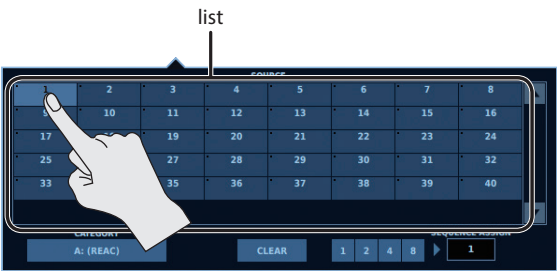 list
SOURCE
1 2 3 4 5 6 7 8
9 10 11 12 13 14 15 16
17 19 20 21 22 23 24
25 27 28 29 30 31 32
33 35 36 37 38 39 40
CATEGORY SEQUENCE ASSIGN
A: (REAC) CLEAR 1 2 4 8 1